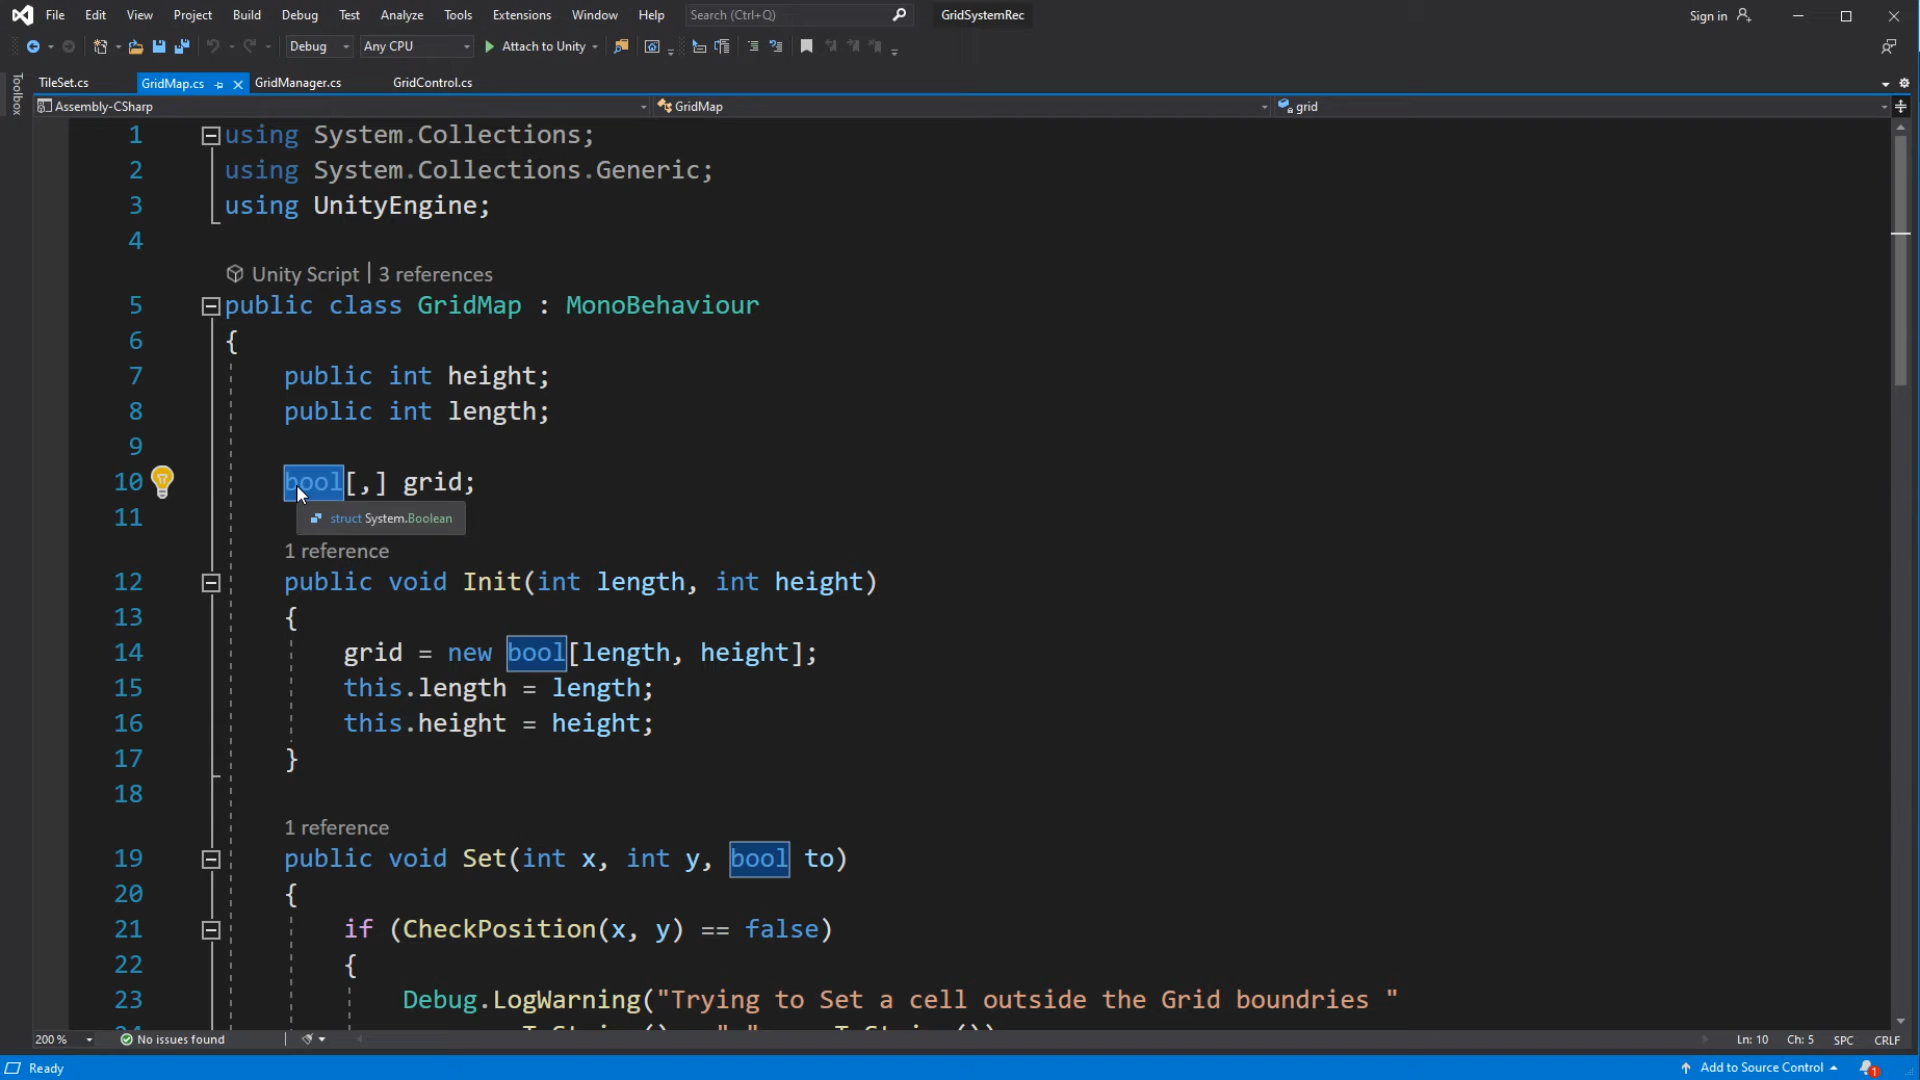 File Edit View Project Build Debug Test Analyze Tools Extensions Window Help Search (Ctrl+Q) GridSystemRec Sign in
Debug Any CPU Attach to Unity
Toolbox
TileSet.cs GridMap.cs GridManager.cs GridControl.cs
Assembly-CSharp GridMap grid
1 using System.Collections;
2 using System.Collections.Generic;
3 using UnityEngine;
4
Unity Script | 3 references
5 public class GridMap : MonoBehaviour
6 {
7 public int height;
8 public int length;
9
10 bool[,] grid;
struct System.Boolean
11
1 reference
12 public void Init(int length, int height)
13 {
14 grid = new bool[length, height];
15 this.length = length;
16 this.height = height;
17 }
18
1 reference
19 public void Set(int x, int y, bool to)
20 {
21 if (CheckPosition(x, y) == false)
22 {
23 Debug.LogWarning("Trying to Set a cell outside the Grid boundries "
200 % No issues found Ln: 10 Ch: 5 SPC CRLF
Ready Add to Source Control 1